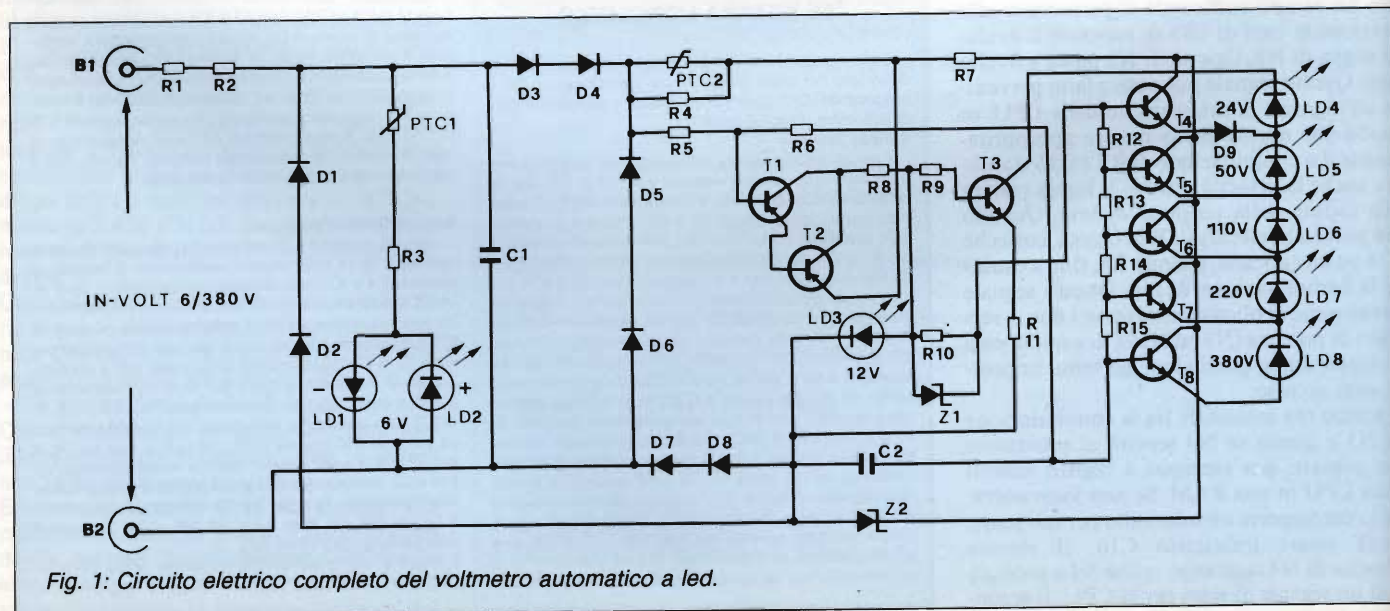 B1
R1
R2
D3
D4
PTC2
R4
R5
R6
R7
PTC1
D1
R3
C1
D5
T1
T2
R8
R9
T3
R12
R13
R14
R15
T4
T5
T6
T7
T8
D9
24V
LD4
50V
LD5
110V
LD6
220V
LD7
380V
LD8
IN-VOLT 6/380 V
D2
LD1
-
+
LD2
6 V
D6
LD3
12V
R10
R
11
Z1
D7
D8
C2
Z2
B2
Fig. 1: Circuito elettrico completo del voltmetro automatico a led.